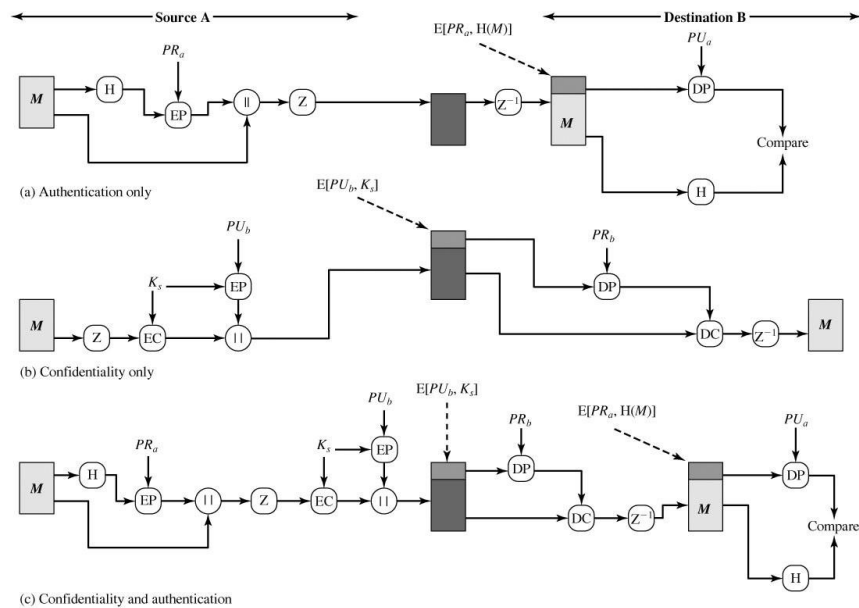 Source A
Destination B
E[PRa, H(M)]
PRa
PUa
M
H
EP
||
Z
Z⁻¹
M
DP
Compare
H
(a) Authentication only
E[PUb, Ks]
PUb
PRb
Ks
EP
DP
M
Z
EC
||
DC
Z⁻¹
M
(b) Confidentiality only
E[PUb, Ks]
PUb
PRb
E[PRa, H(M)]
PUa
PRa
Ks
EP
M
H
EP
||
Z
EC
||
DP
DC
Z⁻¹
M
DP
Compare
H
(c) Confidentiality and authentication